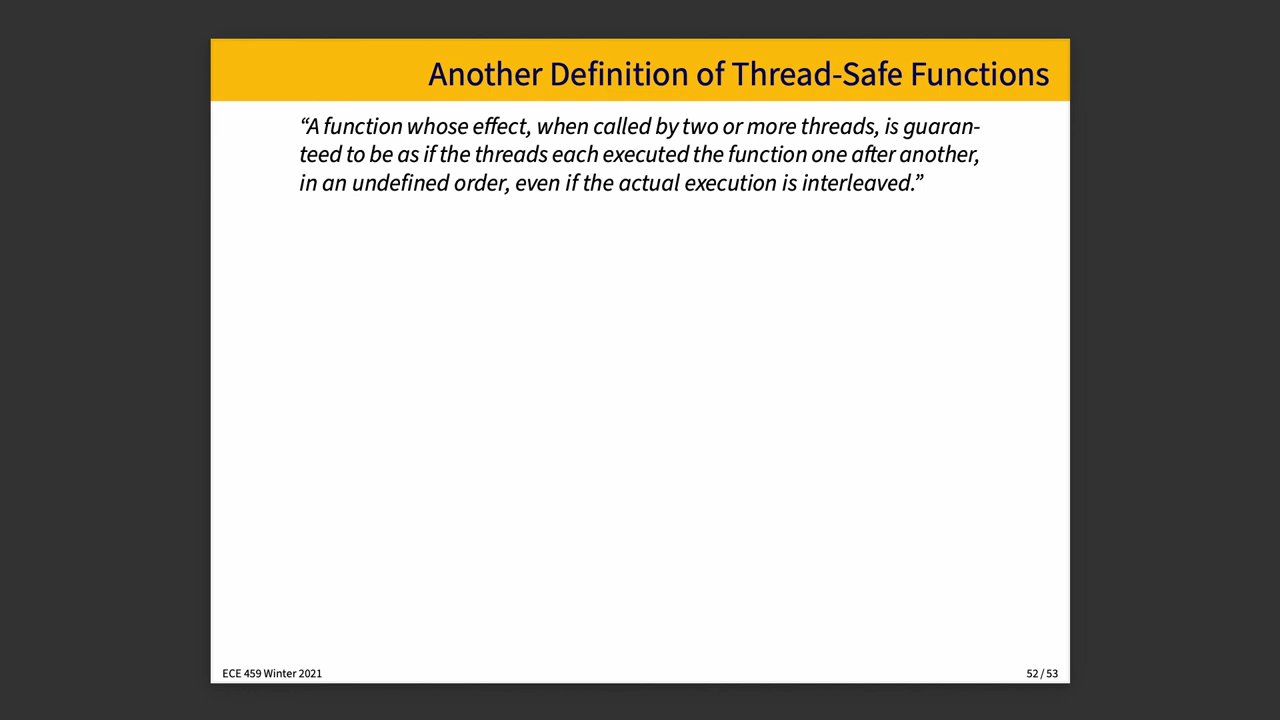 Another Definition of Thread-Safe Functions
“A function whose effect, when called by two or more threads, is guaran-
teed to be as if the threads each executed the function one after another,
in an undefined order, even if the actual execution is interleaved.”
ECE 459 Winter 2021
52 / 53